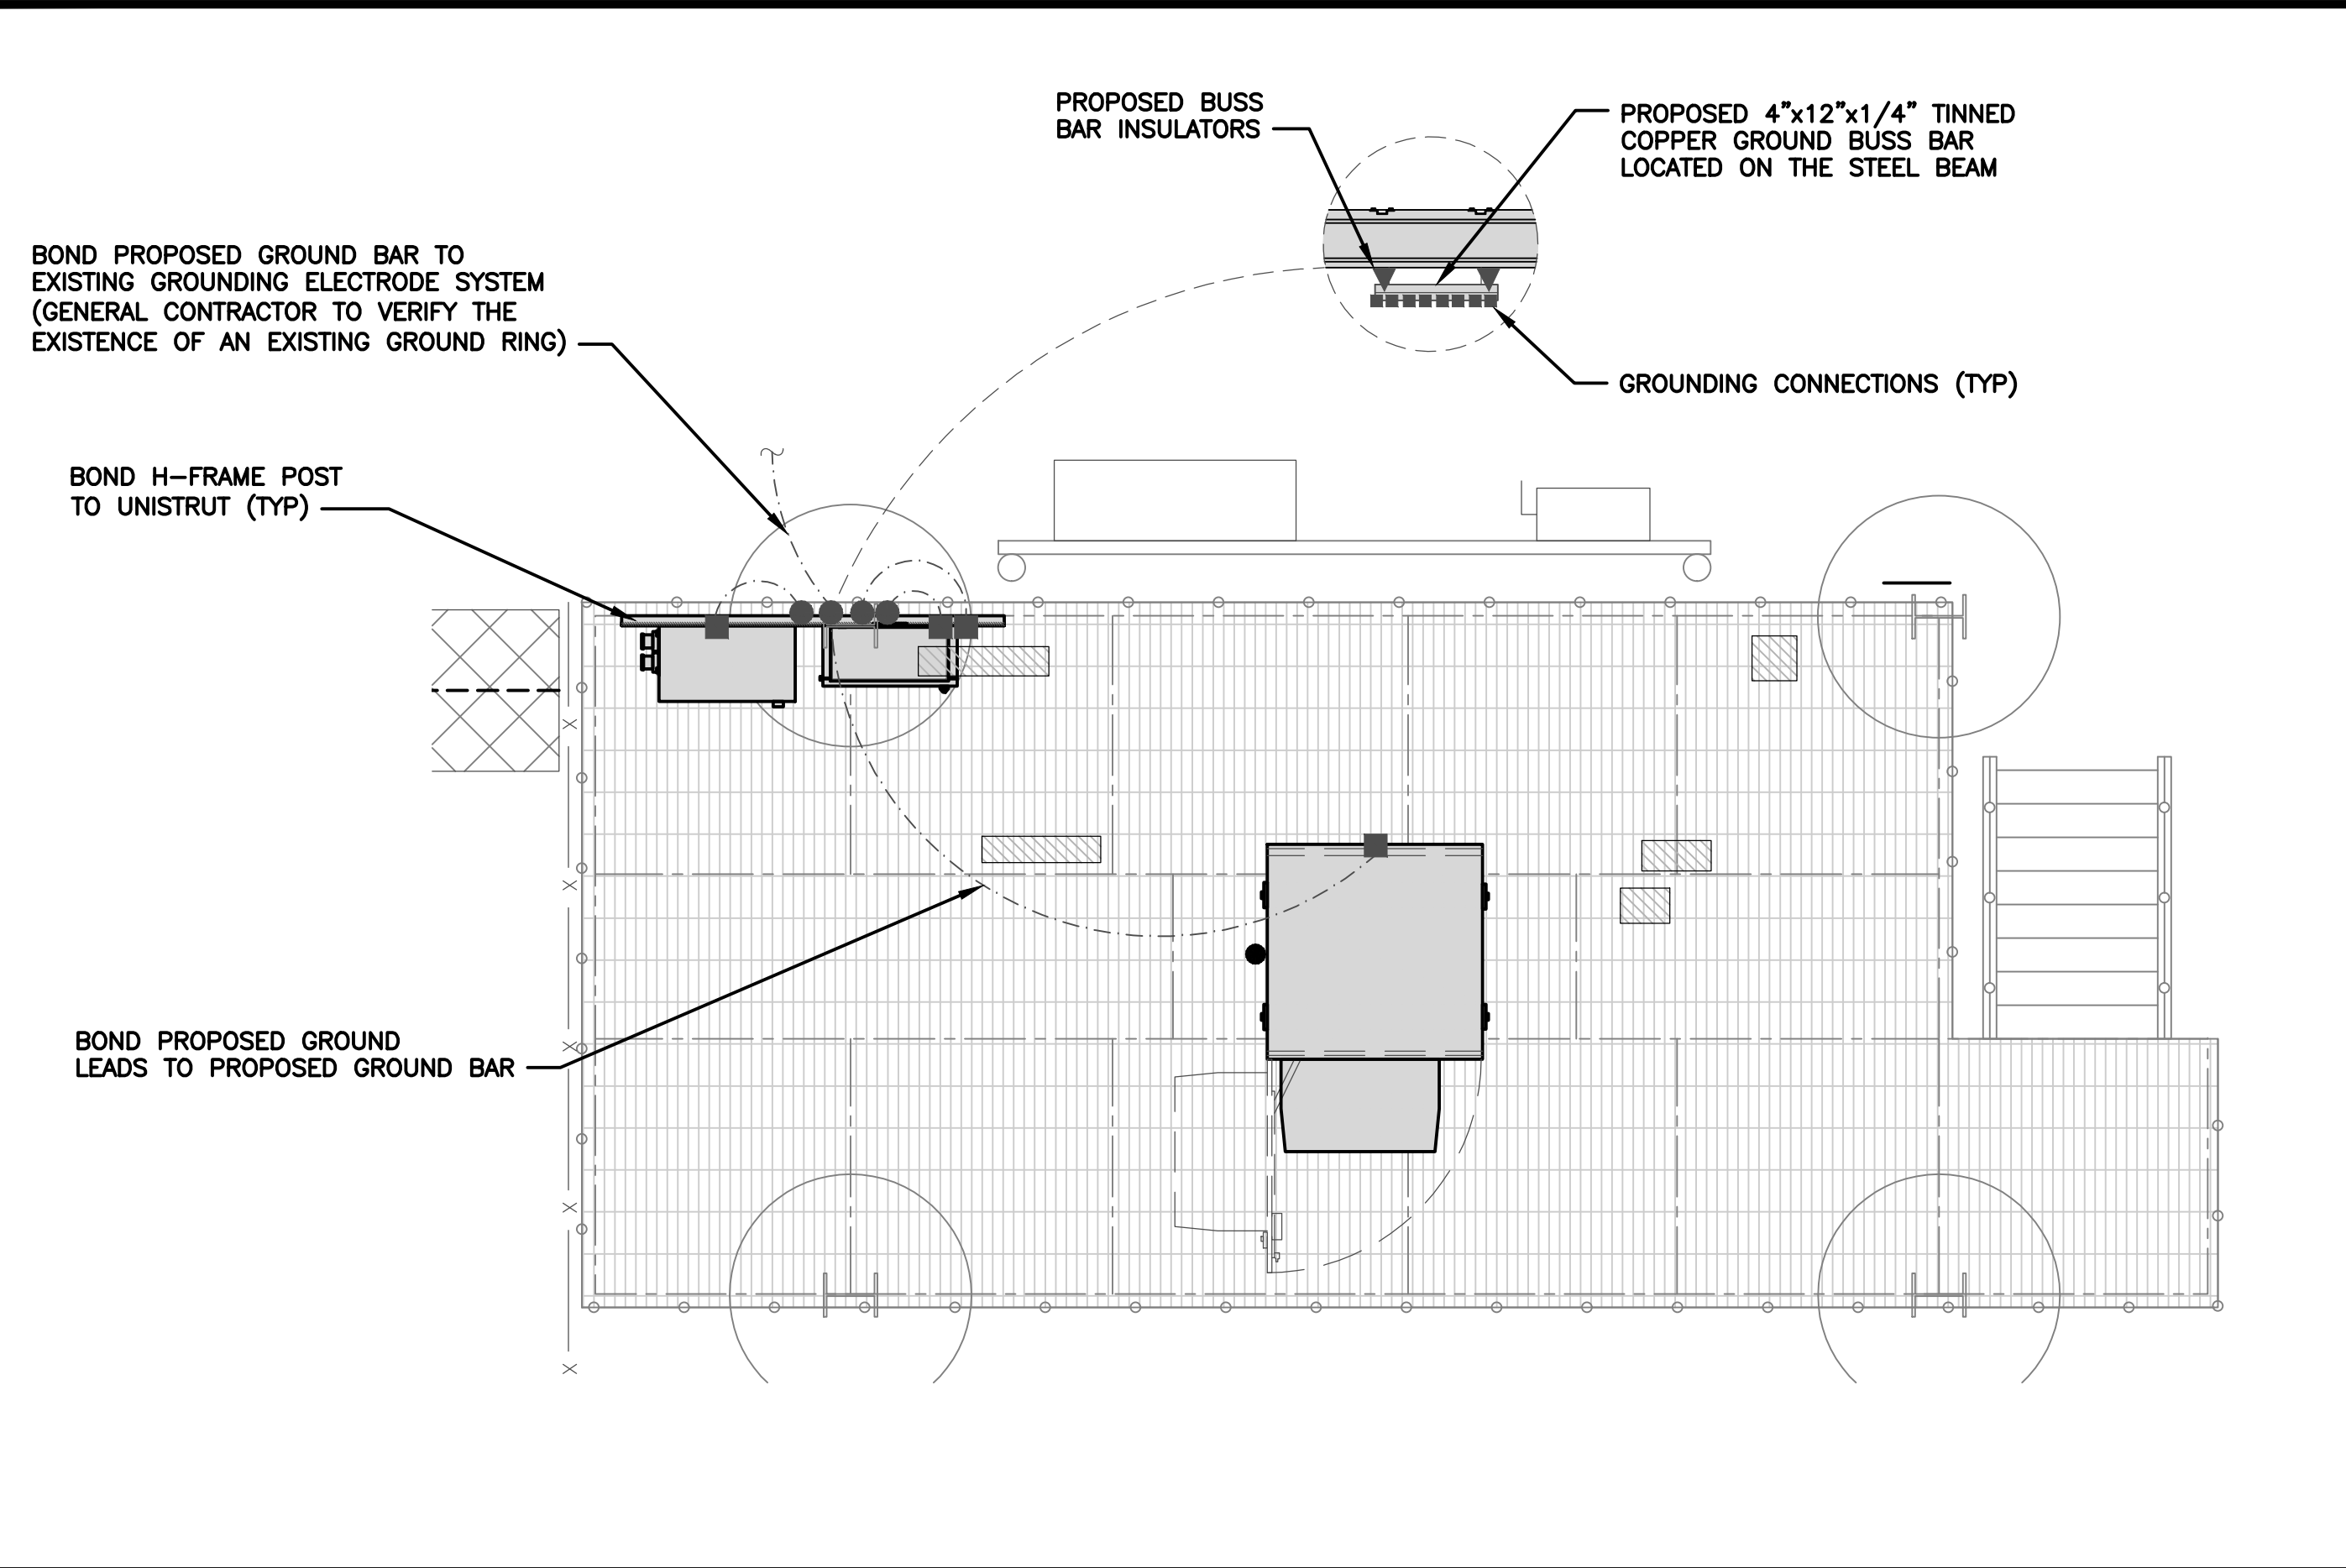 PROPOSED BUSS
BAR INSULATORS
PROPOSED 4"x12"x1/4" TINNED
COPPER GROUND BUSS BAR
LOCATED ON THE STEEL BEAM
BOND PROPOSED GROUND BAR TO
EXISTING GROUNDING ELECTRODE SYSTEM
(GENERAL CONTRACTOR TO VERIFY THE
EXISTENCE OF AN EXISTING GROUND RING)
GROUNDING CONNECTIONS (TYP)
BOND H-FRAME POST
TO UNISTRUT (TYP)
BOND PROPOSED GROUND
LEADS TO PROPOSED GROUND BAR